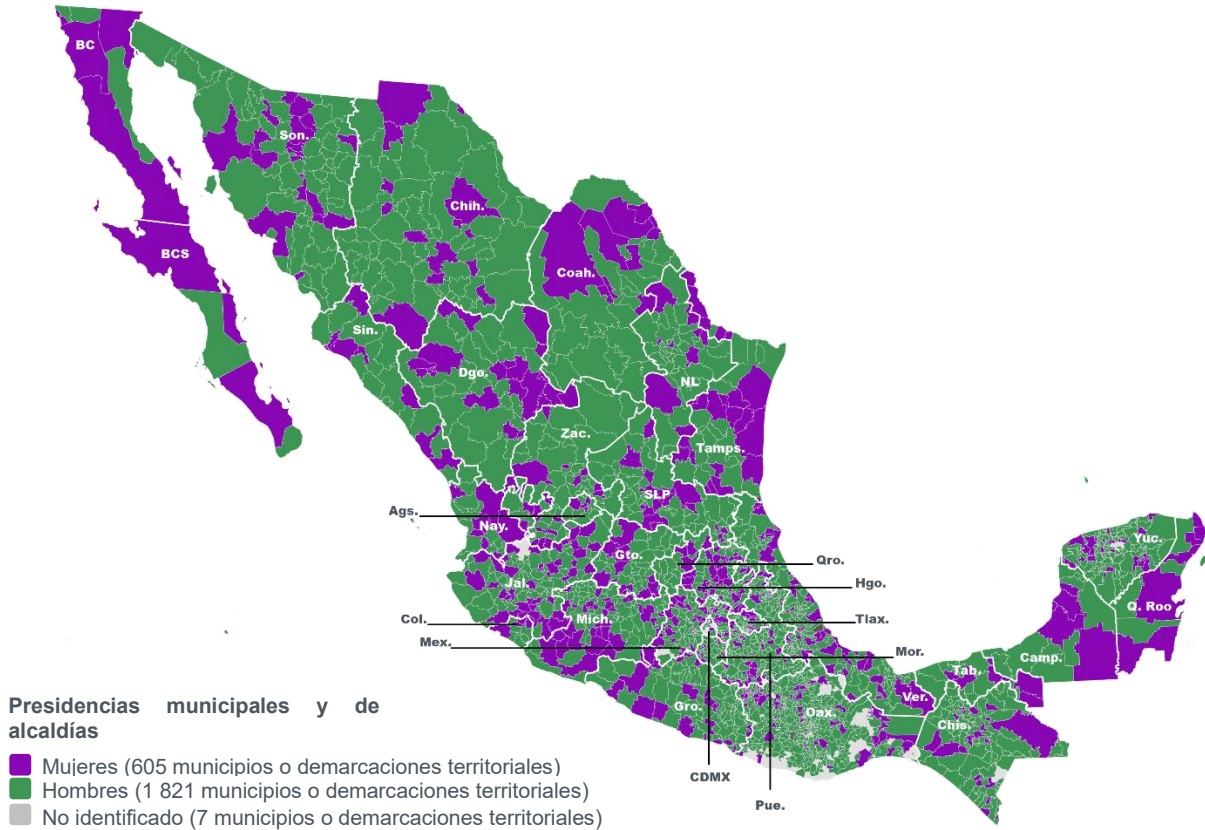 BC
Son.
Chih.
BCS
Coah.
Sin.
NL
Dgo.
Zac.
Tamps.
SLP
Ags.
Nay.
Yuc.
Gto.
Qro.
Jal.
Hgo.
Q. Roo
Col.
Mich.
Tlax.
Mex.
Mor.
Camp.
Tab.
Ver.
Gro.
Oax.
Chis.
CDMX
Pue.
Presidencias municipales y de
alcaldías
Mujeres (605 municipios o demarcaciones territoriales)
Hombres (1 821 municipios o demarcaciones territoriales)
No identificado (7 municipios o demarcaciones territoriales)